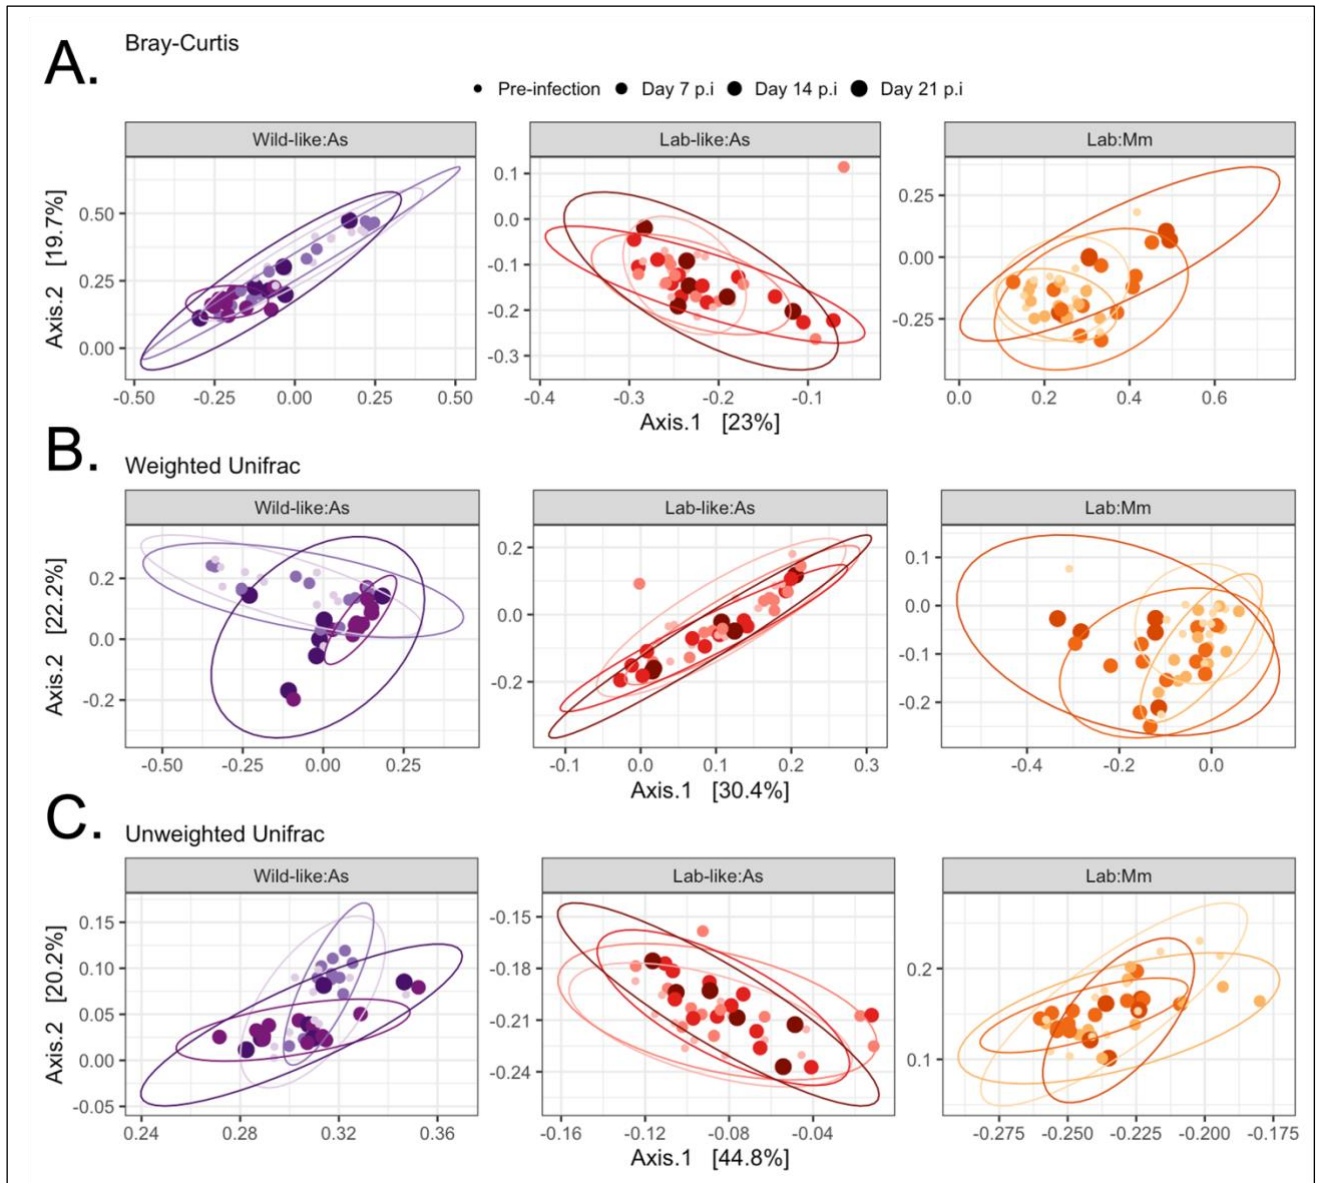 A.
Bray-Curtis
Pre-infection Day 7 p.i Day 14 p.i Day 21 p.i
Wild-like:As Lab-like:As Lab:Mm
Axis.2 [19.7%]
0.50
0.25
0.00
0.1
0.0
-0.1
-0.2
-0.3
0.25
0.00
-0.25
-0.50 -0.25 0.00 0.25 0.50 -0.4 -0.3 -0.2 -0.1 0.0 0.2 0.4 0.6
Axis.1 [23%]
B.
Weighted Unifrac
Wild-like:As Lab-like:As Lab:Mm
Axis.2 [22.2%]
0.2
0.0
-0.2
0.2
0.0
-0.2
0.1
0.0
-0.1
-0.2
-0.50 -0.25 0.00 0.25 -0.1 0.0 0.1 0.2 0.3 -0.4 -0.2 0.0
Axis.1 [30.4%]
C.
Unweighted Unifrac
Wild-like:As Lab-like:As Lab:Mm
Axis.2 [20.2%]
0.15
0.10
0.05
0.00
-0.05
-0.15
-0.18
-0.21
-0.24
0.2
0.1
0.24 0.28 0.32 0.36 -0.16 -0.12 -0.08 -0.04 -0.275 -0.250 -0.225 -0.200 -0.175
Axis.1 [44.8%]